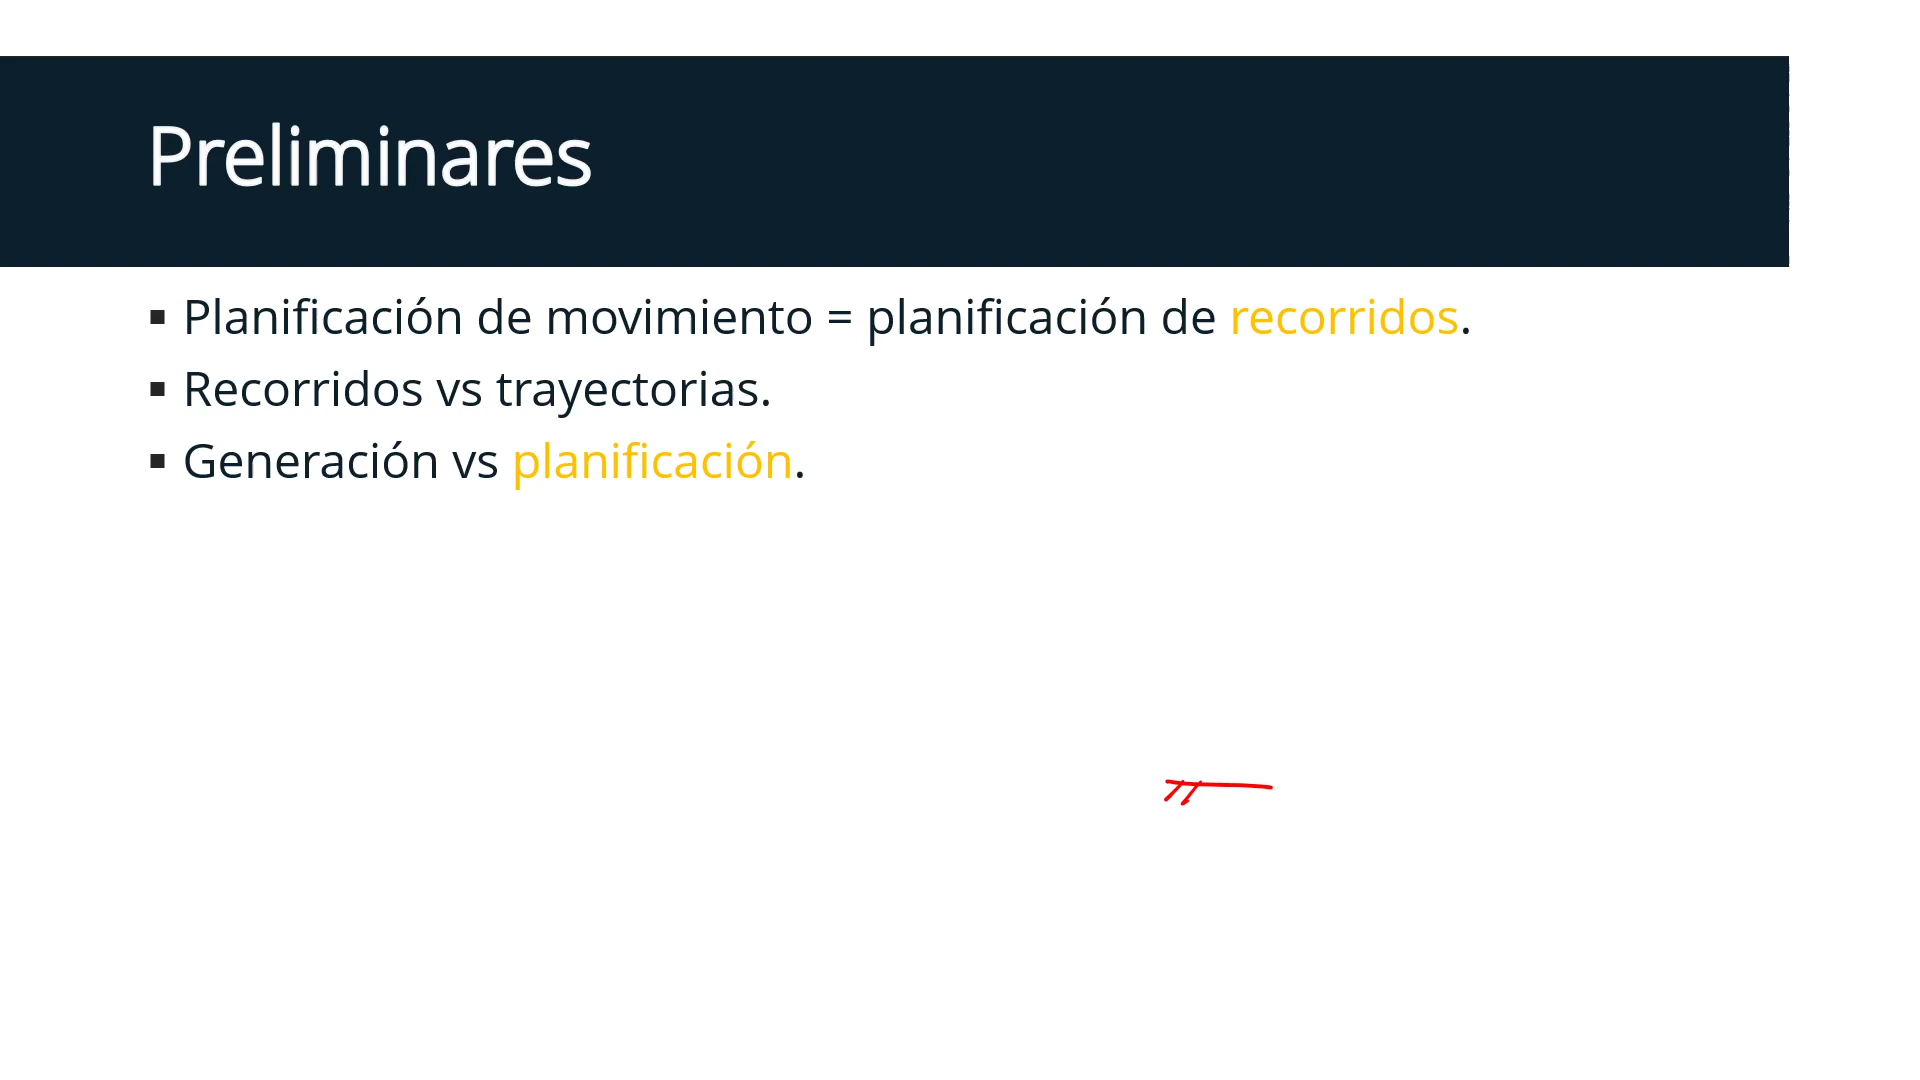 Preliminares
▪ Planificación de movimiento = planificación de recorridos.
▪ Recorridos vs trayectorias.
▪ Generación vs planificación.